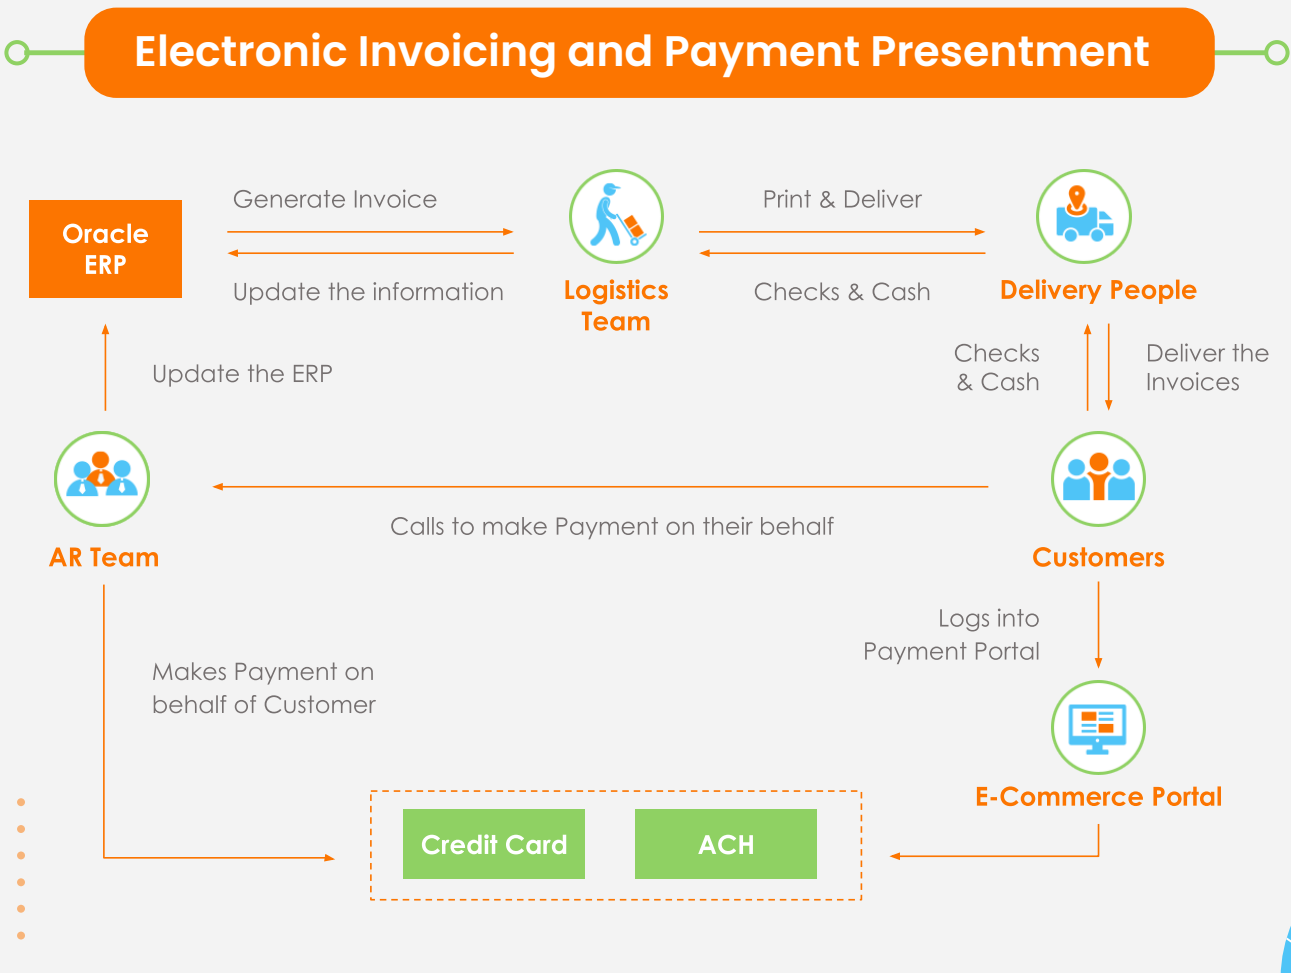 Electronic Invoicing and Payment Presentment
Generate Invoice
Print & Deliver
Oracle
ERP
Update the information
Logistics
Team
Checks & Cash
Delivery People
Update the ERP
Checks
& Cash
Deliver the
Invoices
Calls to make Payment on their behalf
AR Team
Customers
Logs into
Payment Portal
Makes Payment on
behalf of Customer
E-Commerce Portal
Credit Card
ACH